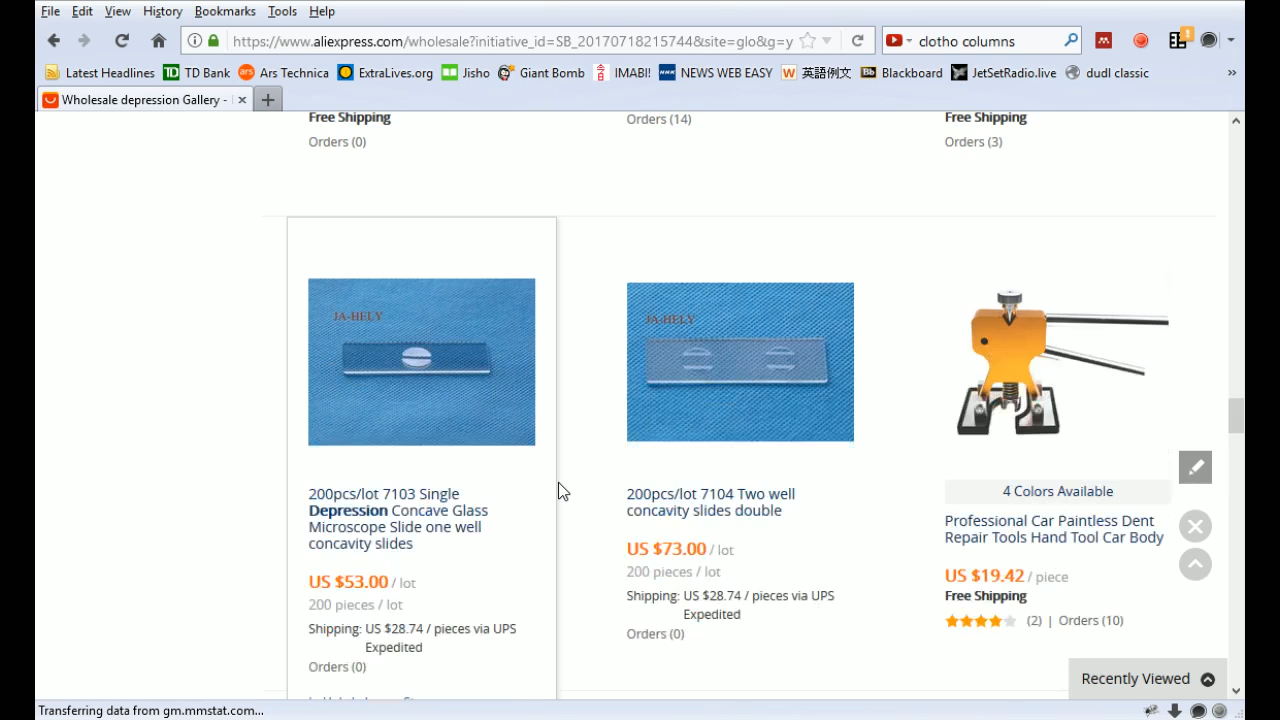 File Edit View History Bookmarks Tools Help
https://www.aliexpress.com/wholesale?initiative_id=SB_20170718215744&site=glo&g=y
clotho columns
1
Latest Headlines TD Bank Ars Technica ExtraLives.org Jisho Giant Bomb IMABI! NEWS WEB EASY 英語例文 Blackboard JetSetRadio.live dudl classic »
Wholesale depression Gallery -
Free Shipping
Orders (0)
Orders (14)
Free Shipping
Orders (3)
JA-HELY
200pcs/lot 7103 Single
Depression Concave Glass
Microscope Slide one well
concavity slides
US $53.00 / lot
200 pieces / lot
Shipping: US $28.74 / pieces via UPS
Expedited
Orders (0)
JA-HELY
200pcs/lot 7104 Two well
concavity slides double
US $73.00 / lot
200 pieces / lot
Shipping: US $28.74 / pieces via UPS
Expedited
Orders (0)
4 Colors Available
Professional Car Paintless Dent
Repair Tools Hand Tool Car Body
US $19.42 / piece
Free Shipping
(2) | Orders (10)
Recently Viewed
Transferring data from gm.mmstat.com...